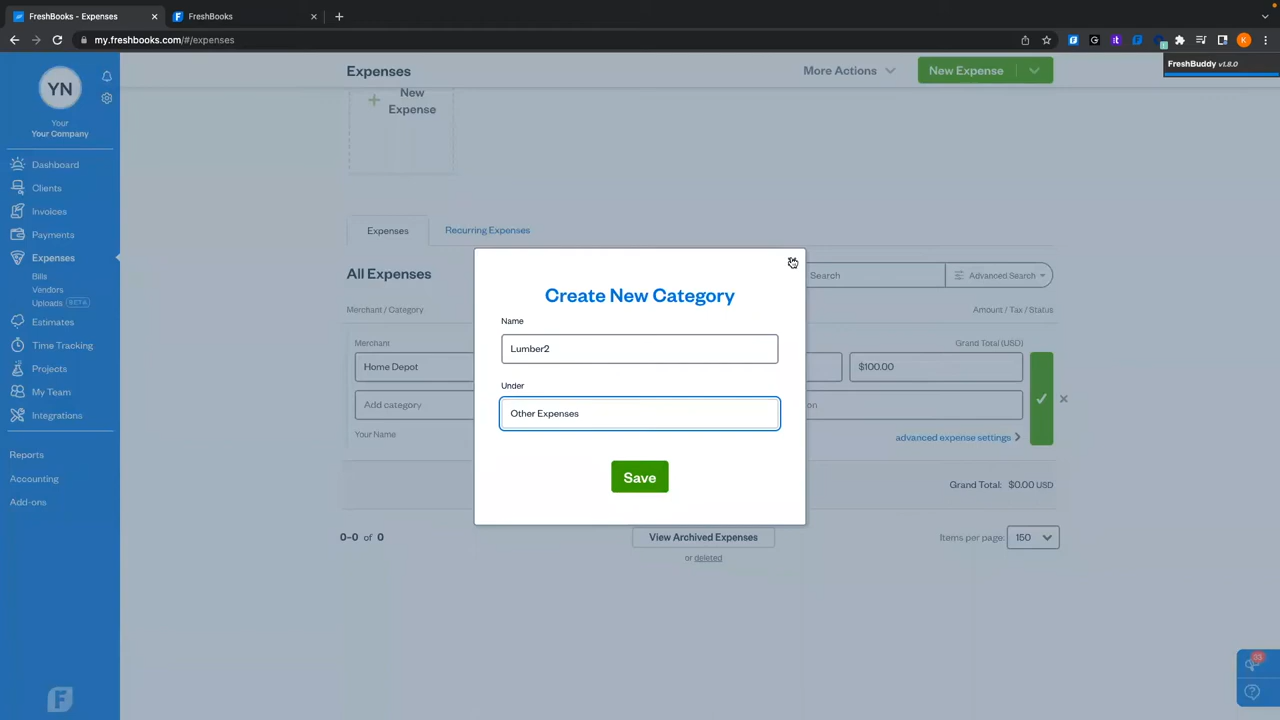 FreshBooks - Expenses
FreshBooks
my.freshbooks.com/#/expenses
YN
Your
Your Company
Dashboard
Clients
Invoices
Payments
Expenses
Bills
Vendors
Uploads BETA
Estimates
Time Tracking
Projects
My Team
Integrations
Reports
Accounting
Add-ons
Expenses
More Actions
New Expense
FreshBuddy v1.8.0
New
Expense
Expenses
Recurring Expenses
All Expenses
Search
Advanced Search
Merchant / Category
Amount / Tax / Status
Merchant
Grand Total (USD)
Home Depot
$100.00
Add category
on
Your Name
advanced expense settings
Grand Total: $0.00 USD
Create New Category
Name
Lumber2
Under
Other Expenses
Save
0–0 of 0
View Archived Expenses
or deleted
Items per page: 150